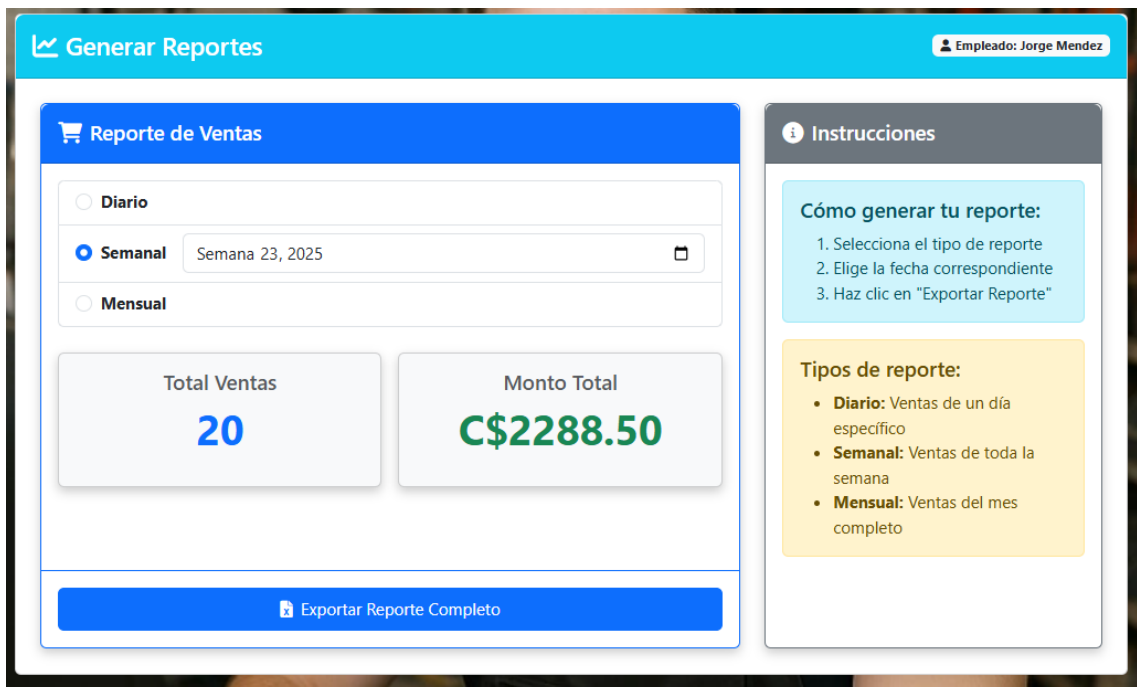 Generar Reportes
Empleado: Jorge Mendez
Reporte de Ventas
Diario
Semanal
Semana 23, 2025
Mensual
Total Ventas
20
Monto Total
C$2288.50
Exportar Reporte Completo
Instrucciones
Cómo generar tu reporte:
1. Selecciona el tipo de reporte
2. Elige la fecha correspondiente
3. Haz clic en "Exportar Reporte"
Tipos de reporte:
• Diario: Ventas de un día
específico
• Semanal: Ventas de toda la
semana
• Mensual: Ventas del mes
completo